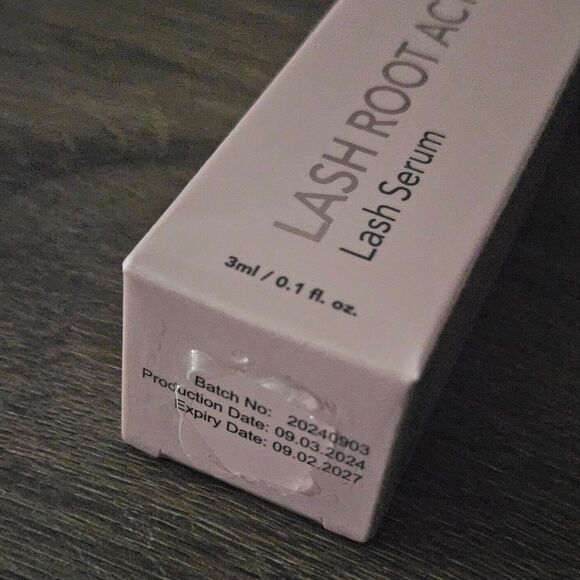 LASH ROOT
Lash Serum
3ml / 0.1 fl. oz.
Batch No: 20240903
Production Date: 09.03.2024
Expiry Date: 09.02.2027